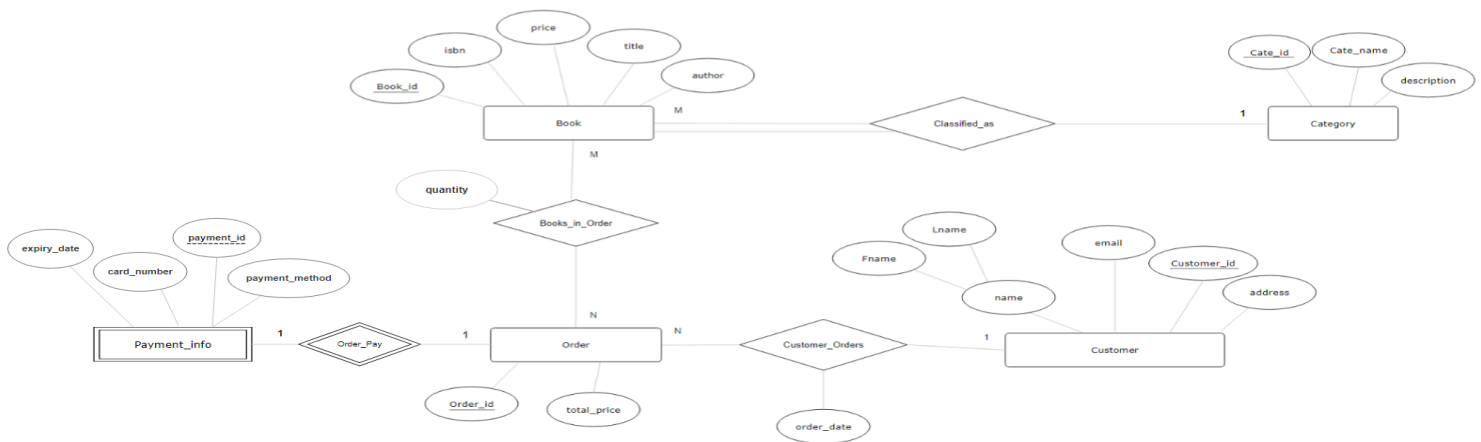 price
isbn
title
Book_id
author
Cate_id
Cate_name
description
Book
M
Classified_as
1
Category
M
quantity
Books_in_Order
expiry_date
payment_id
card_number
payment_method
Lname
Fname
name
email
Customer_id
address
Payment_info
1
Order_Pay
1
N
Order
N
Customer_Orders
1
Customer
Order_id
total_price
order_date